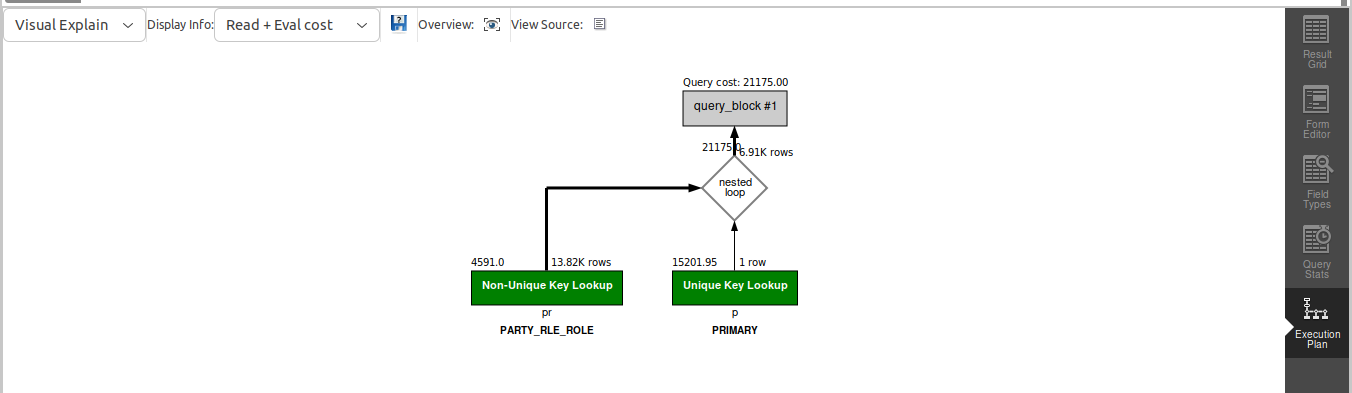 Visual Explain Display Info: Read + Eval cost Overview: View Source:
Query cost: 21175.00
query_block #1
21175.0 6.91K rows
nested
loop
4591.0 13.82K rows 15201.95 1 row
Non-Unique Key Lookup Unique Key Lookup
pr p
PARTY_RLE_ROLE PRIMARY
Result
Grid
Form
Editor
Field
Types
Query
Stats
Execution
Plan